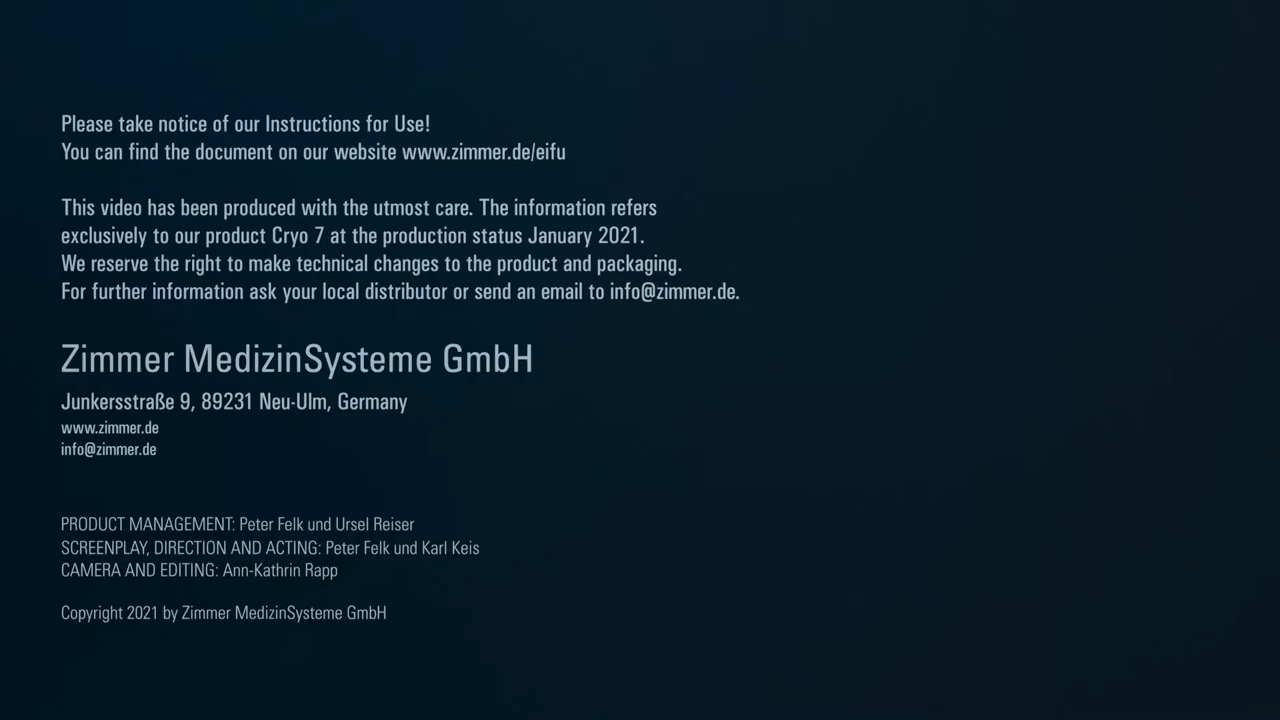 Please take notice of our Instructions for Use!
You can find the document on our website www.zimmer.de/eifu
This video has been produced with the utmost care. The information refers
exclusively to our product Cryo 7 at the production status January 2021.
We reserve the right to make technical changes to the product and packaging.
For further information ask your local distributor or send an email to info@zimmer.de.
Zimmer MedizinSysteme GmbH
Junkersstraße 9, 89231 Neu-Ulm, Germany
www.zimmer.de
info@zimmer.de
PRODUCT MANAGEMENT: Peter Felk und Ursel Reiser
SCREENPLAY, DIRECTION AND ACTING: Peter Felk und Karl Keis
CAMERA AND EDITING: Ann-Kathrin Rapp
Copyright 2021 by Zimmer MedizinSysteme GmbH